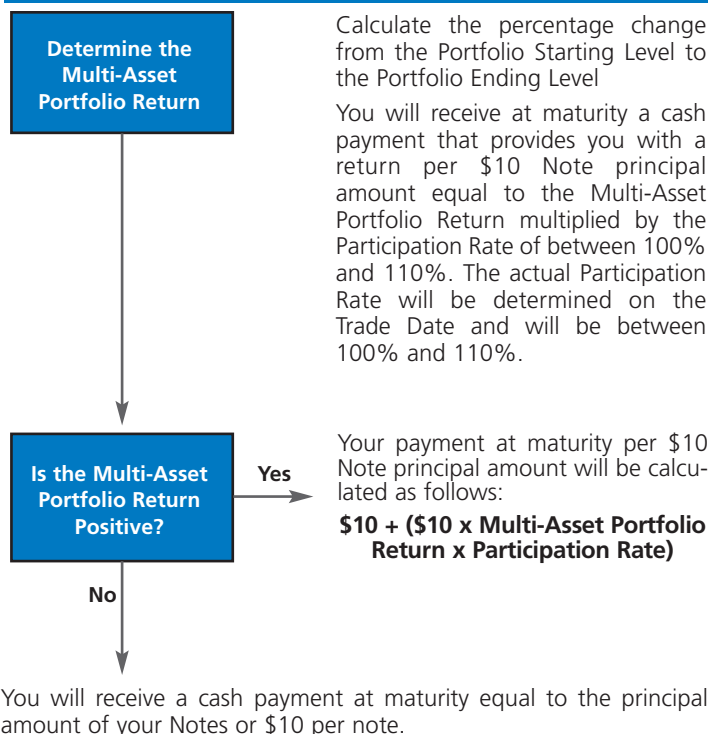 Determine the
Multi-Asset
Portfolio Return
Calculate the percentage change
from the Portfolio Starting Level to
the Portfolio Ending Level
You will receive at maturity a cash
payment that provides you with a
return per $10 Note principal
amount equal to the Multi-Asset
Portfolio Return multiplied by the
Participation Rate of between 100%
and 110%. The actual Participation
Rate will be determined on the
Trade Date and will be between
100% and 110%.
Is the Multi-Asset
Portfolio Return
Positive?
Yes
Your payment at maturity per $10
Note principal amount will be calcu-
lated as follows:
$10 + ($10 x Multi-Asset Portfolio
Return x Participation Rate)
No
You will receive a cash payment at maturity equal to the principal
amount of your Notes or $10 per note.